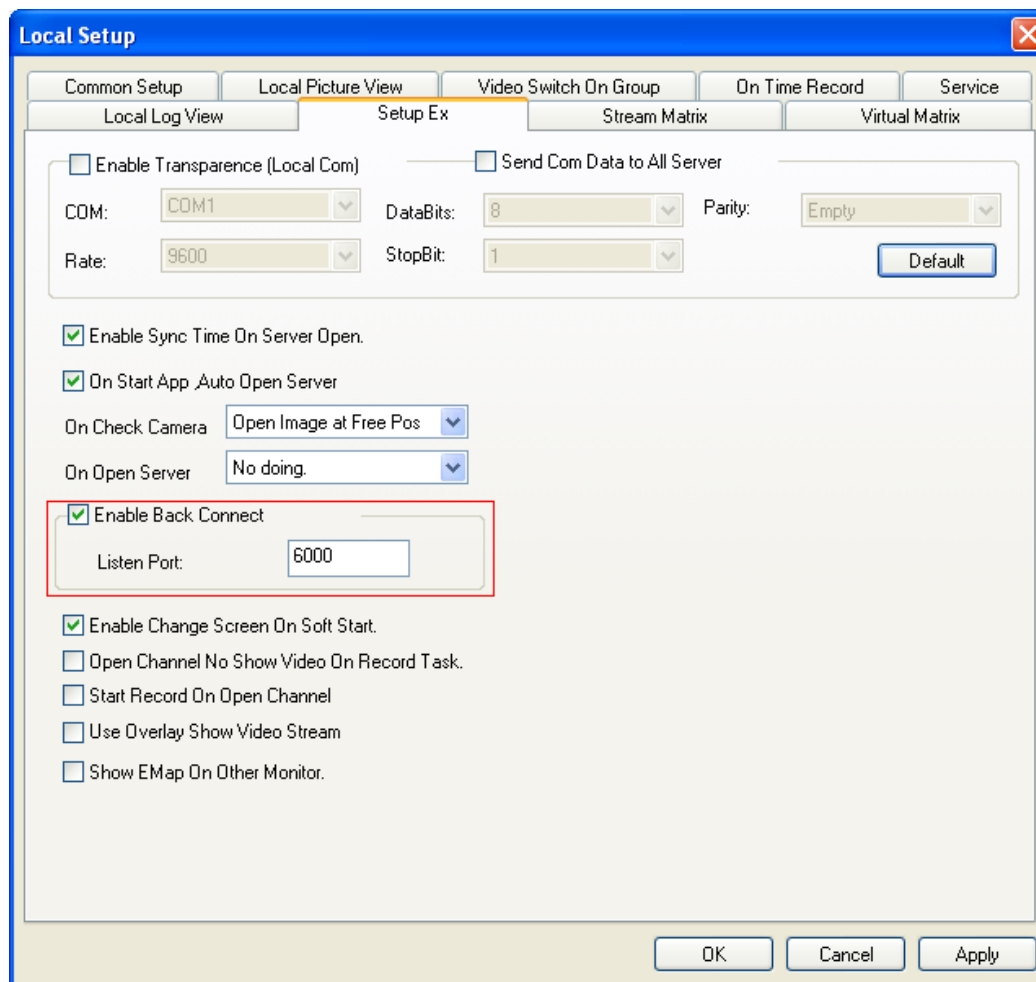 Local Setup
Common Setup Local Picture View Video Switch On Group On Time Record Service
Local Log View Setup Ex Stream Matrix Virtual Matrix
Enable Transparence (Local Com) Send Com Data to All Server
COM: COM1 DataBits: 8 Parity: Empty
Rate: 9600 StopBit: 1 Default
Enable Sync Time On Server Open.
On Start App ,Auto Open Server
On Check Camera Open Image at Free Pos
On Open Server No doing.
Enable Back Connect
Listen Port: 6000
Enable Change Screen On Soft Start.
Open Channel No Show Video On Record Task.
Start Record On Open Channel
Use Overlay Show Video Stream
Show EMap On Other Monitor.
OK Cancel Apply